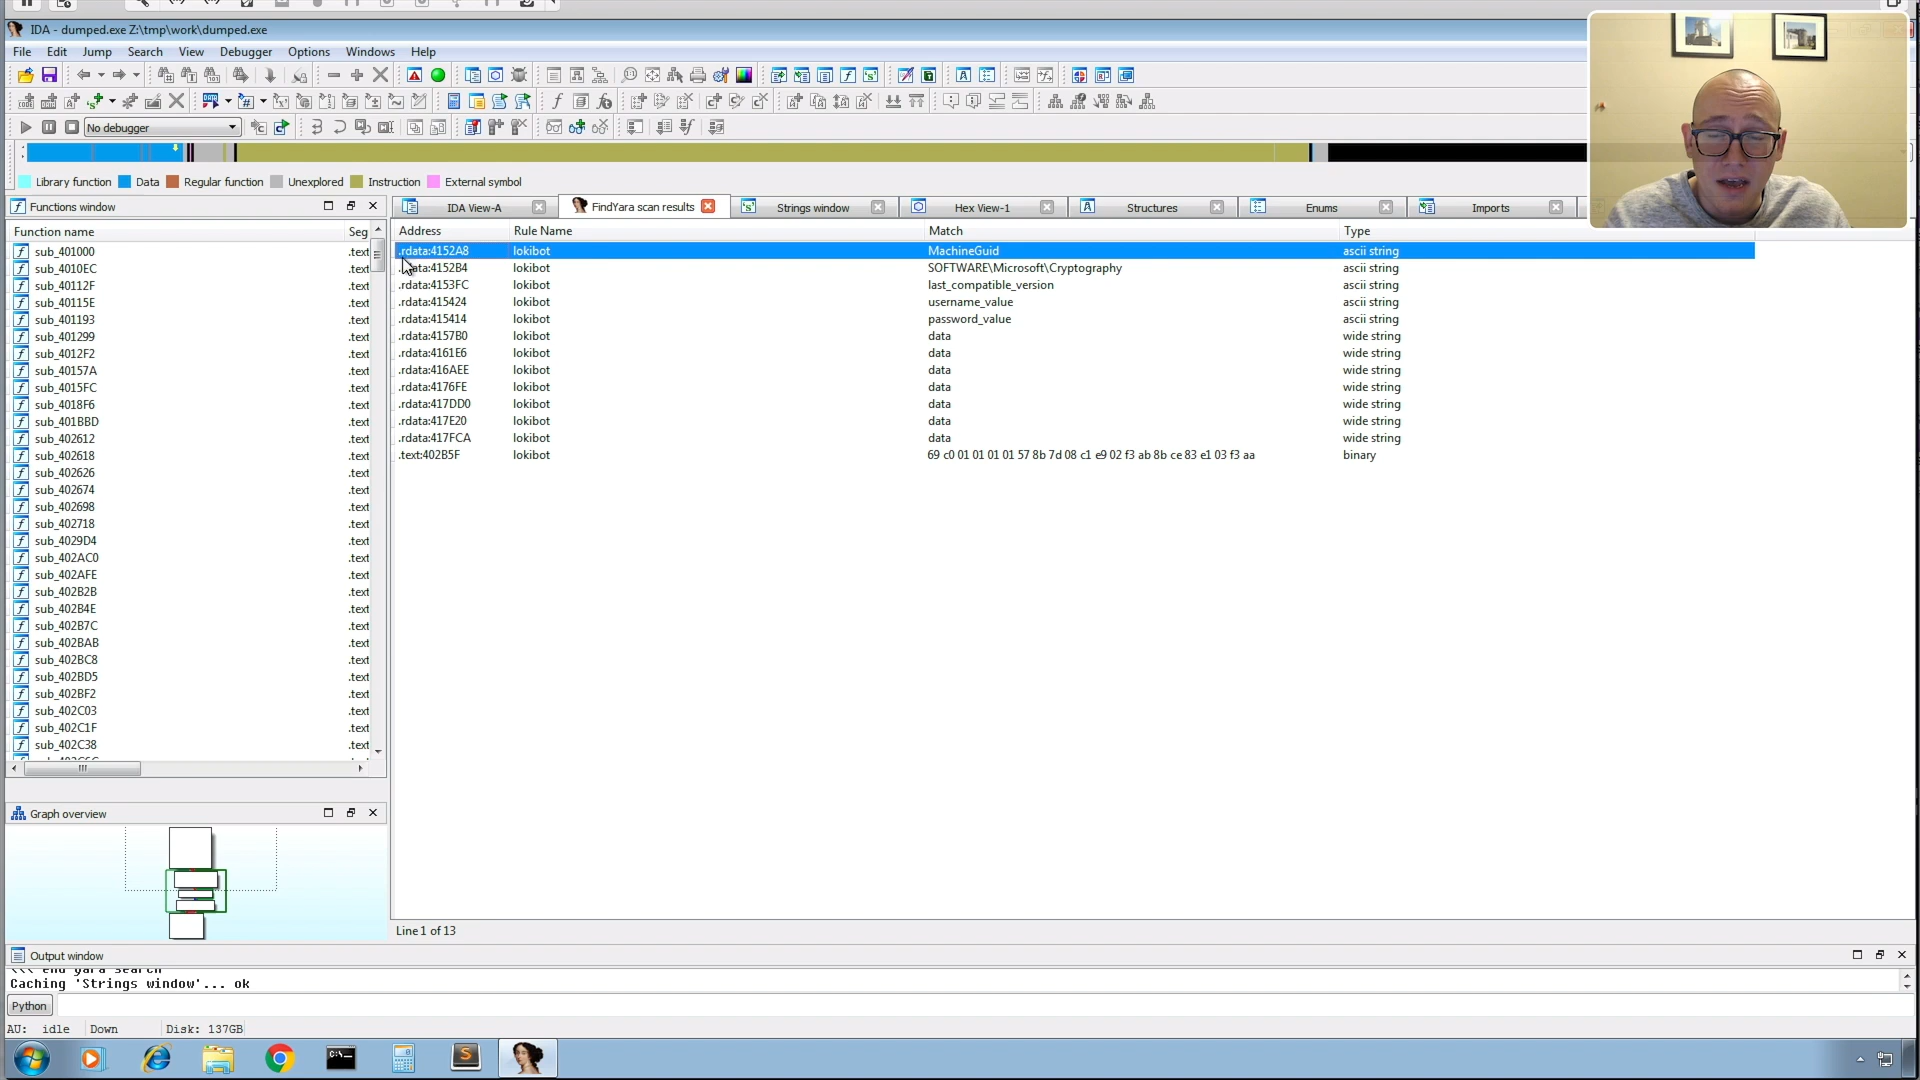 IDA - dumped.exe Z:\tmp\work\dumped.exe
File Edit Jump Search View Debugger Options Windows Help
No debugger
Library function Data Regular function Unexplored Instruction External symbol
Functions window
IDA View-A FindYara scan results Strings window Hex View-1 Structures Enums Imports
Function name Seg
sub_401000 .text
sub_4010EC .text
sub_40112F .text
sub_40115E .text
sub_401193 .text
sub_401299 .text
sub_4012F2 .text
sub_40157A .text
sub_4015FC .text
sub_4018F6 .text
sub_401BBD .text
sub_402612 .text
sub_402618 .text
sub_402626 .text
sub_402674 .text
sub_402698 .text
sub_402718 .text
sub_4029D4 .text
sub_402AC0 .text
sub_402AFE .text
sub_402B2B .text
sub_402B4E .text
sub_402B7C .text
sub_402BAB .text
sub_402BC8 .text
sub_402BD5 .text
sub_402BF2 .text
sub_402C03 .text
sub_402C1F .text
sub_402C38 .text
Address Rule Name Match Type
.rdata:4152A8 lokibot MachineGuid ascii string
.rdata:4152B4 lokibot SOFTWARE\Microsoft\Cryptography ascii string
.rdata:4153FC lokibot last_compatible_version ascii string
.rdata:415424 lokibot username_value ascii string
.rdata:415414 lokibot password_value ascii string
.rdata:4157B0 lokibot data wide string
.rdata:4161E6 lokibot data wide string
.rdata:416AEE lokibot data wide string
.rdata:4176FE lokibot data wide string
.rdata:417DD0 lokibot data wide string
.rdata:417E20 lokibot data wide string
.rdata:417FCA lokibot data wide string
.text:402B5F lokibot 69 c0 01 01 01 01 57 8b 7d 08 c1 e9 02 f3 ab 8b ce 83 e1 03 f3 aa binary
Graph overview
Line 1 of 13
Output window
<<< end yara search
Caching 'Strings window'... ok
Python
AU: idle Down Disk: 137GB